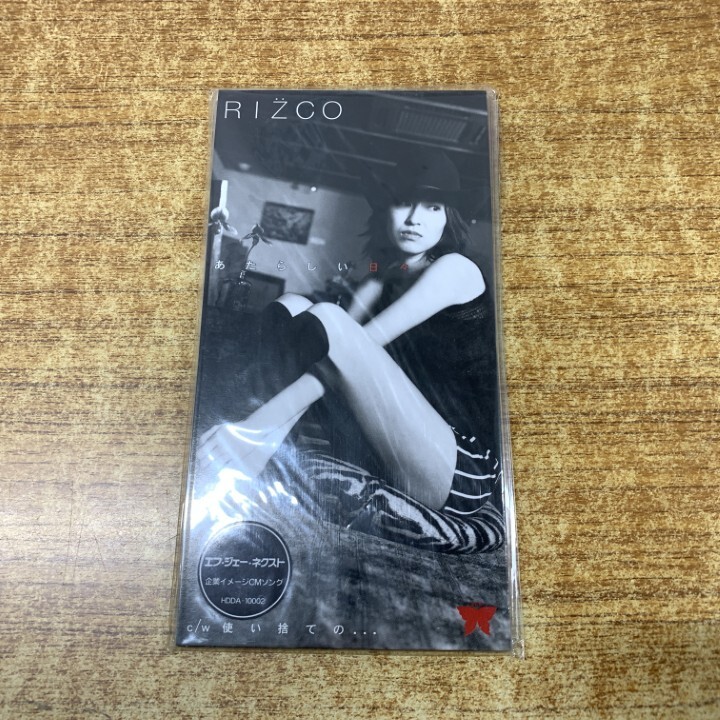 RIŻCO
あたらしい日々
エフ・ジェー・ネクスト
企業イメージCMソング
HDDA-10002
c/w 使い捨ての...